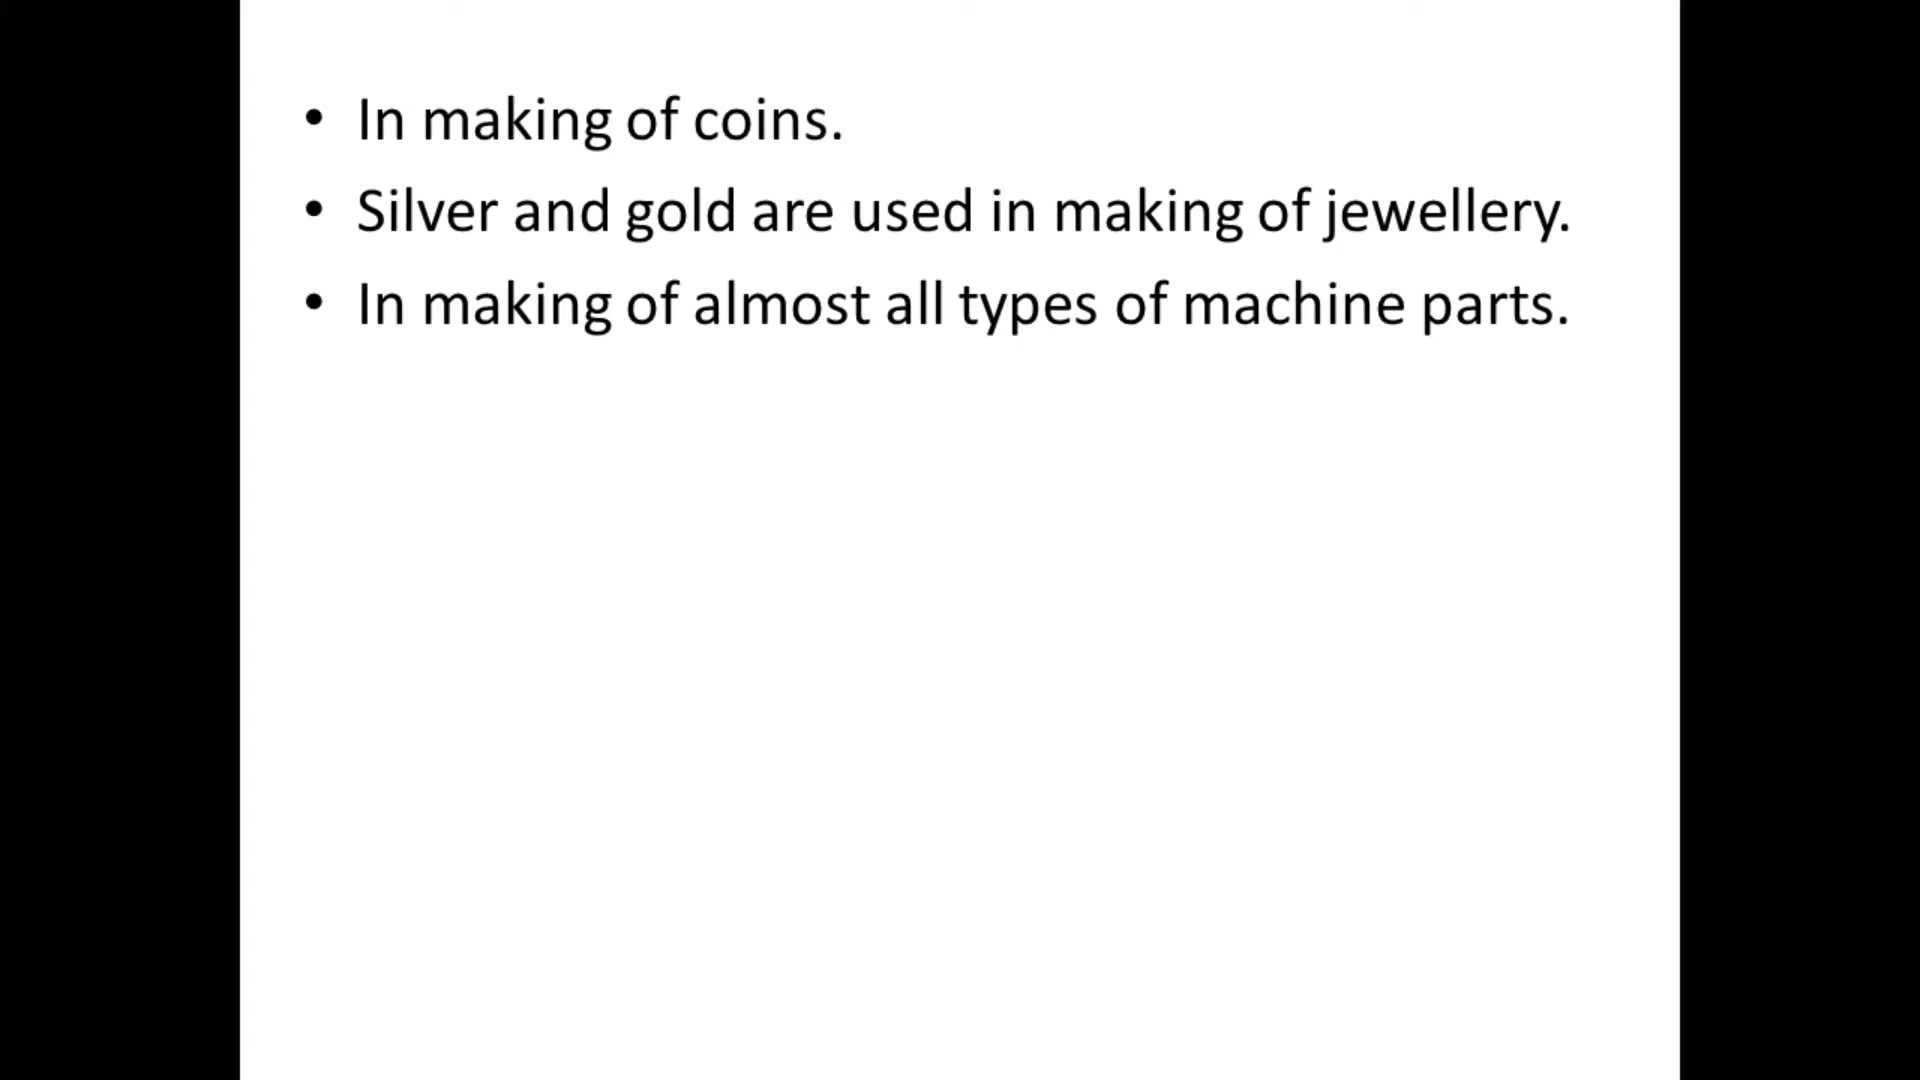 • In making of coins.
• Silver and gold are used in making of jewellery.
• In making of almost all types of machine parts.